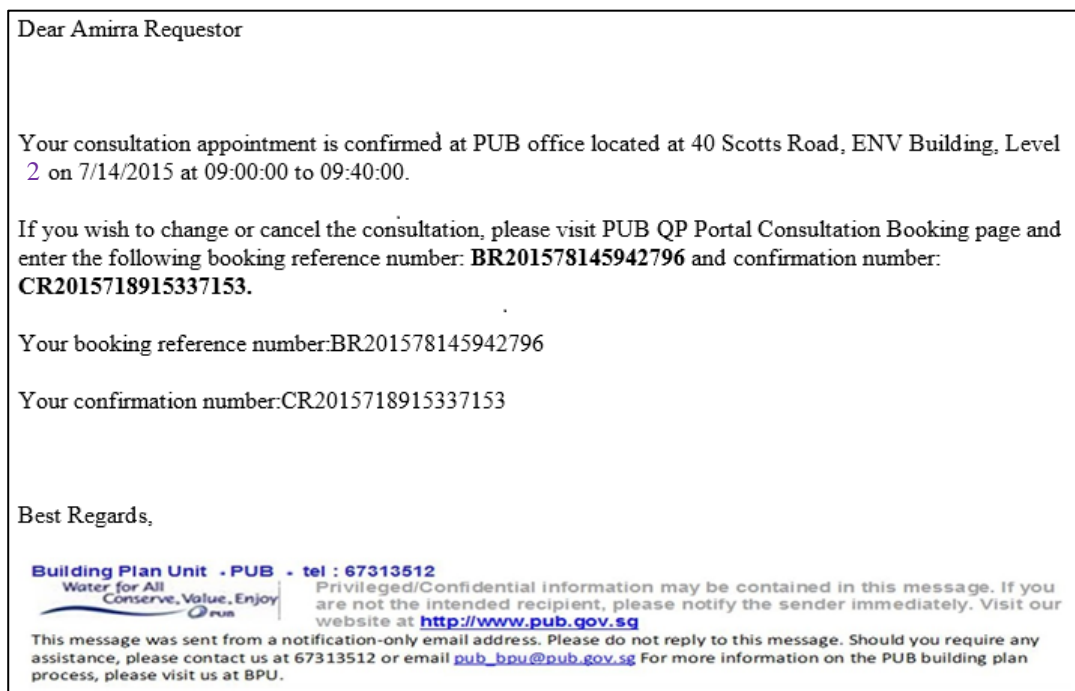 Dear Amirra Requestor
Your consultation appointment is confirmed at PUB office located at 40 Scotts Road, ENV Building, Level
2 on 7/14/2015 at 09:00:00 to 09:40:00.
If you wish to change or cancel the consultation, please visit PUB QP Portal Consultation Booking page and
enter the following booking reference number: BR201578145942796 and confirmation number:
CR2015718915337153.
Your booking reference number:BR201578145942796
Your confirmation number:CR2015718915337153
Best Regards,
Building Plan Unit - PUB - tel : 67313512
Water for All
Conserve, Value, Enjoy
PUB
Privileged/Confidential information may be contained in this message. If you
are not the intended recipient, please notify the sender immediately. Visit our
website at http://www.pub.gov.sg
This message was sent from a notification-only email address. Please do not reply to this message. Should you require any
assistance, please contact us at 67313512 or email pub_bpu@pub.gov.sg For more information on the PUB building plan
process, please visit us at BPU.